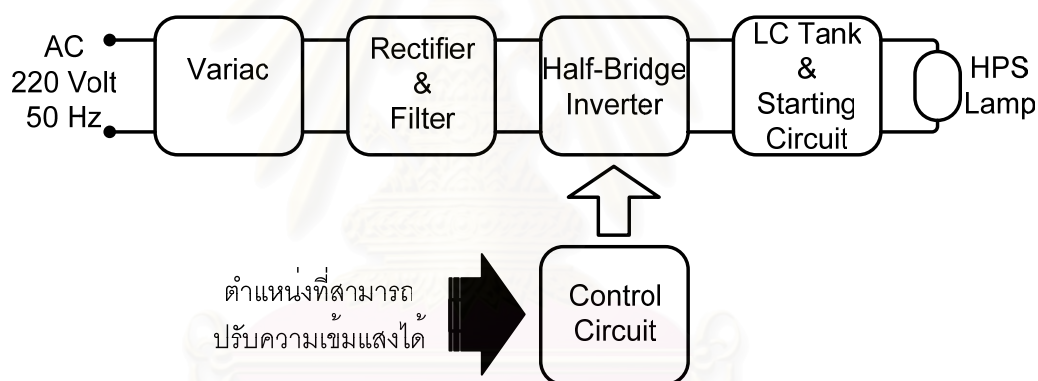 AC
220 Volt
50 Hz
Variac
Rectifier
&
Filter
Half-Bridge
Inverter
LC Tank
&
Starting
Circuit
HPS
Lamp
ตำแหน่งที่สามารถ
ปรับความเข้มแสงได้
Control
Circuit